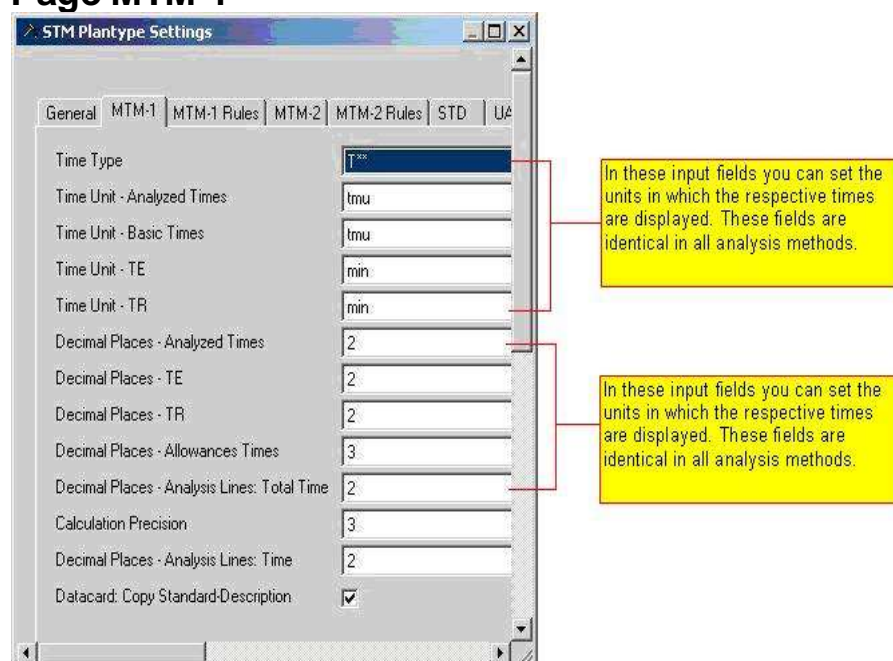 Page MTM-1
STM Plantype Settings
General MTM-1 MTM-1 Rules MTM-2 MTM-2 Rules STD UA
Time Type T**
Time Unit - Analyzed Times tmu
Time Unit - Basic Times tmu
Time Unit - TE min
Time Unit - TR min
Decimal Places - Analyzed Times 2
Decimal Places - TE 2
Decimal Places - TR 2
Decimal Places - Allowances Times 3
Decimal Places - Analysis Lines: Total Time 2
Calculation Precision 3
Decimal Places - Analysis Lines: Time 2
Datacard: Copy Standard-Description
In these input fields you can set the
units in which the respective times
are displayed. These fields are
identical in all analysis methods.
In these input fields you can set the
units in which the respective times
are displayed. These fields are
identical in all analysis methods.